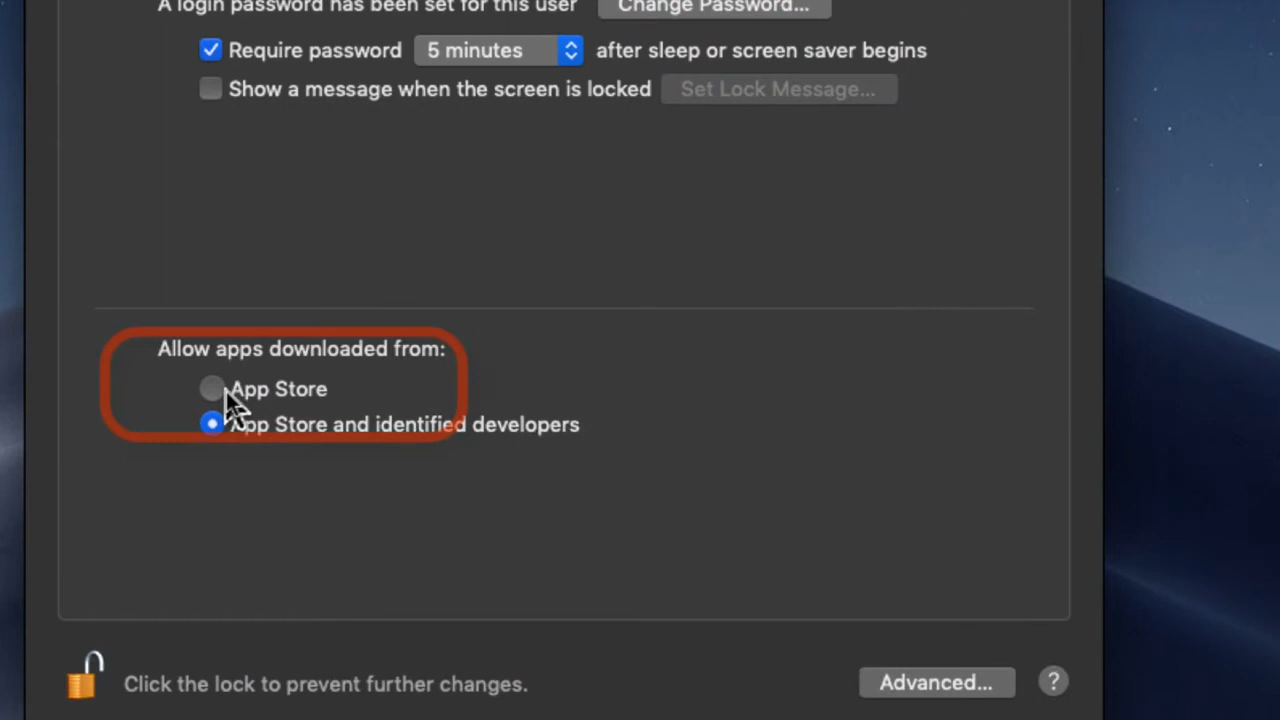 A login password has been set for this user Change Password...
Require password 5 minutes after sleep or screen saver begins
Show a message when the screen is locked Set Lock Message...
Allow apps downloaded from:
App Store
App Store and identified developers
Click the lock to prevent further changes. Advanced... ?